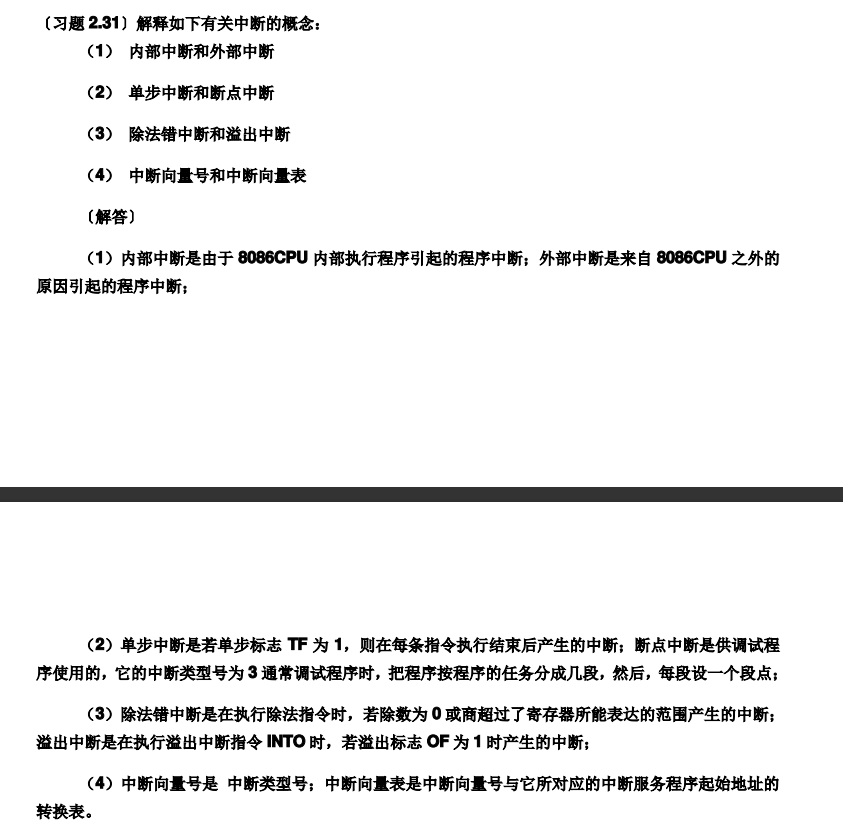 〔习题 2.31〕解释如下有关中断的概念：
（1） 内部中断和外部中断
（2） 单步中断和断点中断
（3） 除法错中断和溢出中断
（4） 中断向量号和中断向量表
〔解答〕
（1）内部中断是由于 8086CPU 内部执行程序引起的程序中断；外部中断是来自 8086CPU 之外的
原因引起的程序中断；
（2）单步中断是若单步标志 TF 为 1，则在每条指令执行结束后产生的中断；断点中断是供调试程
序使用的，它的中断类型号为 3 通常调试程序时，把程序按程序的任务分成几段，然后，每段设一个段点；
（3）除法错中断是在执行除法指令时，若除数为 0 或商超过了寄存器所能表达的范围产生的中断；
溢出中断是在执行溢出中断指令 INTO 时，若溢出标志 OF 为 1 时产生的中断；
（4）中断向量号是 中断类型号；中断向量表是中断向量号与它所对应的中断服务程序起始地址的
转换表。